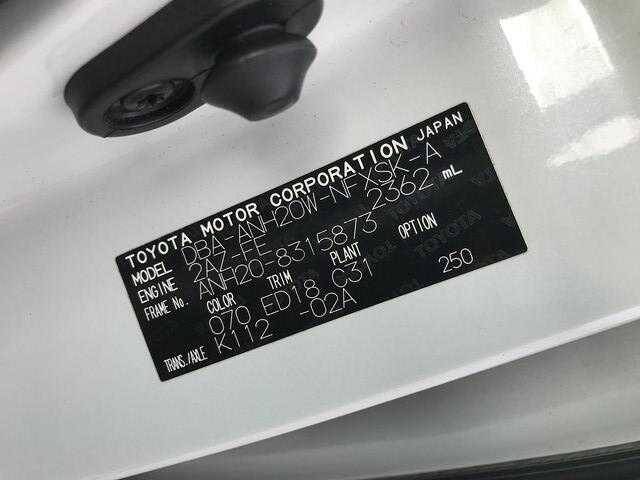 TOYOTA MOTOR CORPORATION JAPAN
MODEL DBA-ANH20W-NFXSK-A
ENGINE 2AZ-FE 2362 mL
FRAME No. ANH20-8315873
COLOR TRIM PLANT OPTION
070 ED18 C31 250
TRANS./AXLE K112 -02A